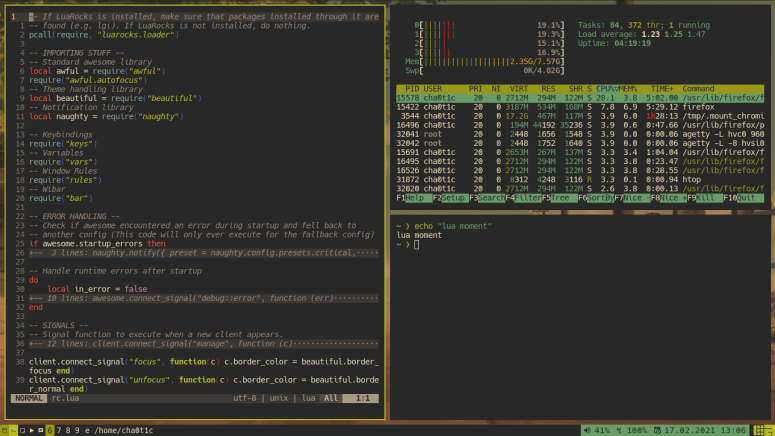 1 -- If LuaRocks is installed, make sure that packages installed through it are
1 -- found (e.g. lgi). If LuaRocks is not installed, do nothing.
2 pcall(require, "luarocks.loader")
3
4 -- IMPORTING STUFF --
5 -- Standard awesome library
6 local awful = require("awful")
7 require("awful.autofocus")
8 -- Theme handling library
9 local beautiful = require("beautiful")
10 -- Notification library
11 local naughty = require("naughty")
12
13 -- Keybindings
14 require("keys")
15 -- Variables
16 require("vars")
17 -- Window Rules
18 require("rules")
19 -- Wibar
20 require("bar")
21
22 -- ERROR HANDLING --
23 -- Check if awesome encountered an error during startup and fell back to
24 -- another config (This code will only ever execute for the fallback config)
25 if awesome.startup_errors then
26 +-- 3 lines: naughty.notify({ preset = naughty.config.presets.critical,
27
28 -- Handle runtime errors after startup
29 do
30 local in_error = false
31 +-- 10 lines: awesome.connect_signal("debug::error", function (err)
32 end
33
34 -- SIGNALS --
35 -- Signal function to execute when a new client appears.
36 +-- 12 lines: client.connect_signal("manage", function (c)
37
38 client.connect_signal("focus", function(c) c.border_color = beautiful.border_
focus end)
39 client.connect_signal("unfocus", function(c) c.border_color = beautiful.borde
r_normal end)
NORMAL rc.lua utf-8 | unix | lua All 1:1
0[|||||||| 19.1%]
1[|||||||| 19.3%]
2[||||||| 15.1%]
3[||||||| 16.9%]
Mem[||||||||||||||||||||2.35G/7.57G]
Swp[ 0K/4.02G]
Tasks: 84, 372 thr; 1 running
Load average: 1.23 1.25 1.47
Uptime: 04:19:19
PID USER PRI NI VIRT RES SHR S CPU%▽MEM% TIME+ Command
15578 cha0t1c 20 0 2712M 294M 122M S 28.1 3.8 5:02.00 /usr/lib/firefox/f
15422 cha0t1c 20 0 3187M 534M 168M S 7.8 6.9 5:29.12 firefox
3544 cha0t1c 20 0 17.2G 467M 117M S 3.9 6.0 1h28:13 /tmp/.mount_chromi
16496 cha0t1c 20 0 194M 44192 35236 S 3.9 0.6 0:47.66 /usr/lib/firefox/p
32041 root 20 0 2448 1656 1548 S 3.9 0.0 0:00.06 agetty -L hvc0 960
32042 root 20 0 2448 1752 1640 S 3.9 0.0 0:00.06 agetty -L -8 hvsi0
15691 cha0t1c 20 0 2653M 267M 137M S 3.3 3.4 1:04.04 /usr/lib/firefox/f
16495 cha0t1c 20 0 2712M 294M 122M S 3.3 3.8 0:23.47 /usr/lib/firefox/f
16526 cha0t1c 20 0 2712M 294M 122M S 3.3 3.8 0:28.55 /usr/lib/firefox/f
31872 cha0t1c 20 0 8312 4248 3116 R 3.3 0.1 0:00.94 htop
32020 cha0t1c 20 0 2712M 294M 122M S 2.6 3.8 0:00.13 /usr/lib/firefox/f
F1Help F2Setup F3Search F4Filter F5Tree F6SortBy F7Nice - F8Nice + F9Kill F10Quit
~ ❯ echo "lua moment"
lua moment
~ ❯
6 7 8 9 e /home/cha0t1c
41% 100% 17.02.2021 13:06